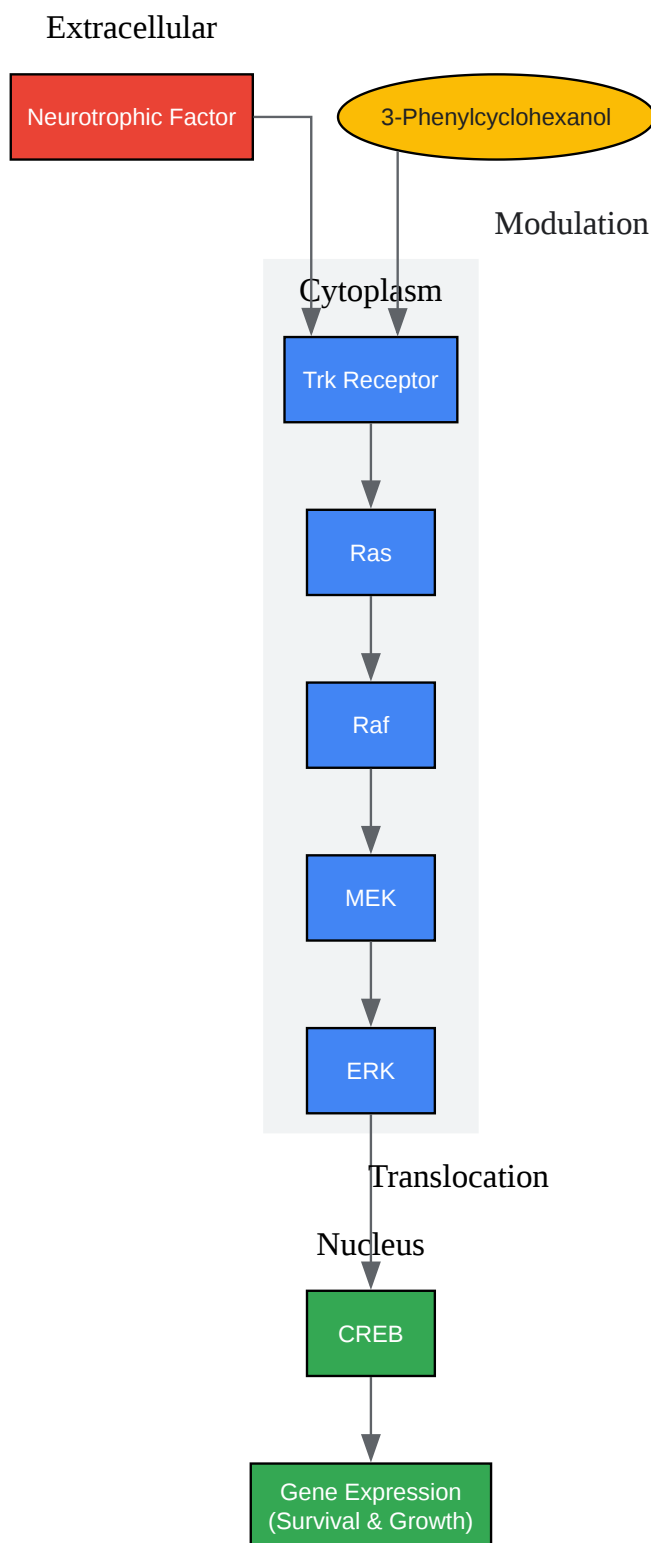 Extracellular
Neurotrophic Factor
3-Phenylcyclohexanol
Modulation
Cytoplasm
Trk Receptor
Ras
Raf
MEK
ERK
Translocation
Nucleus
CREB
Gene Expression
(Survival & Growth)